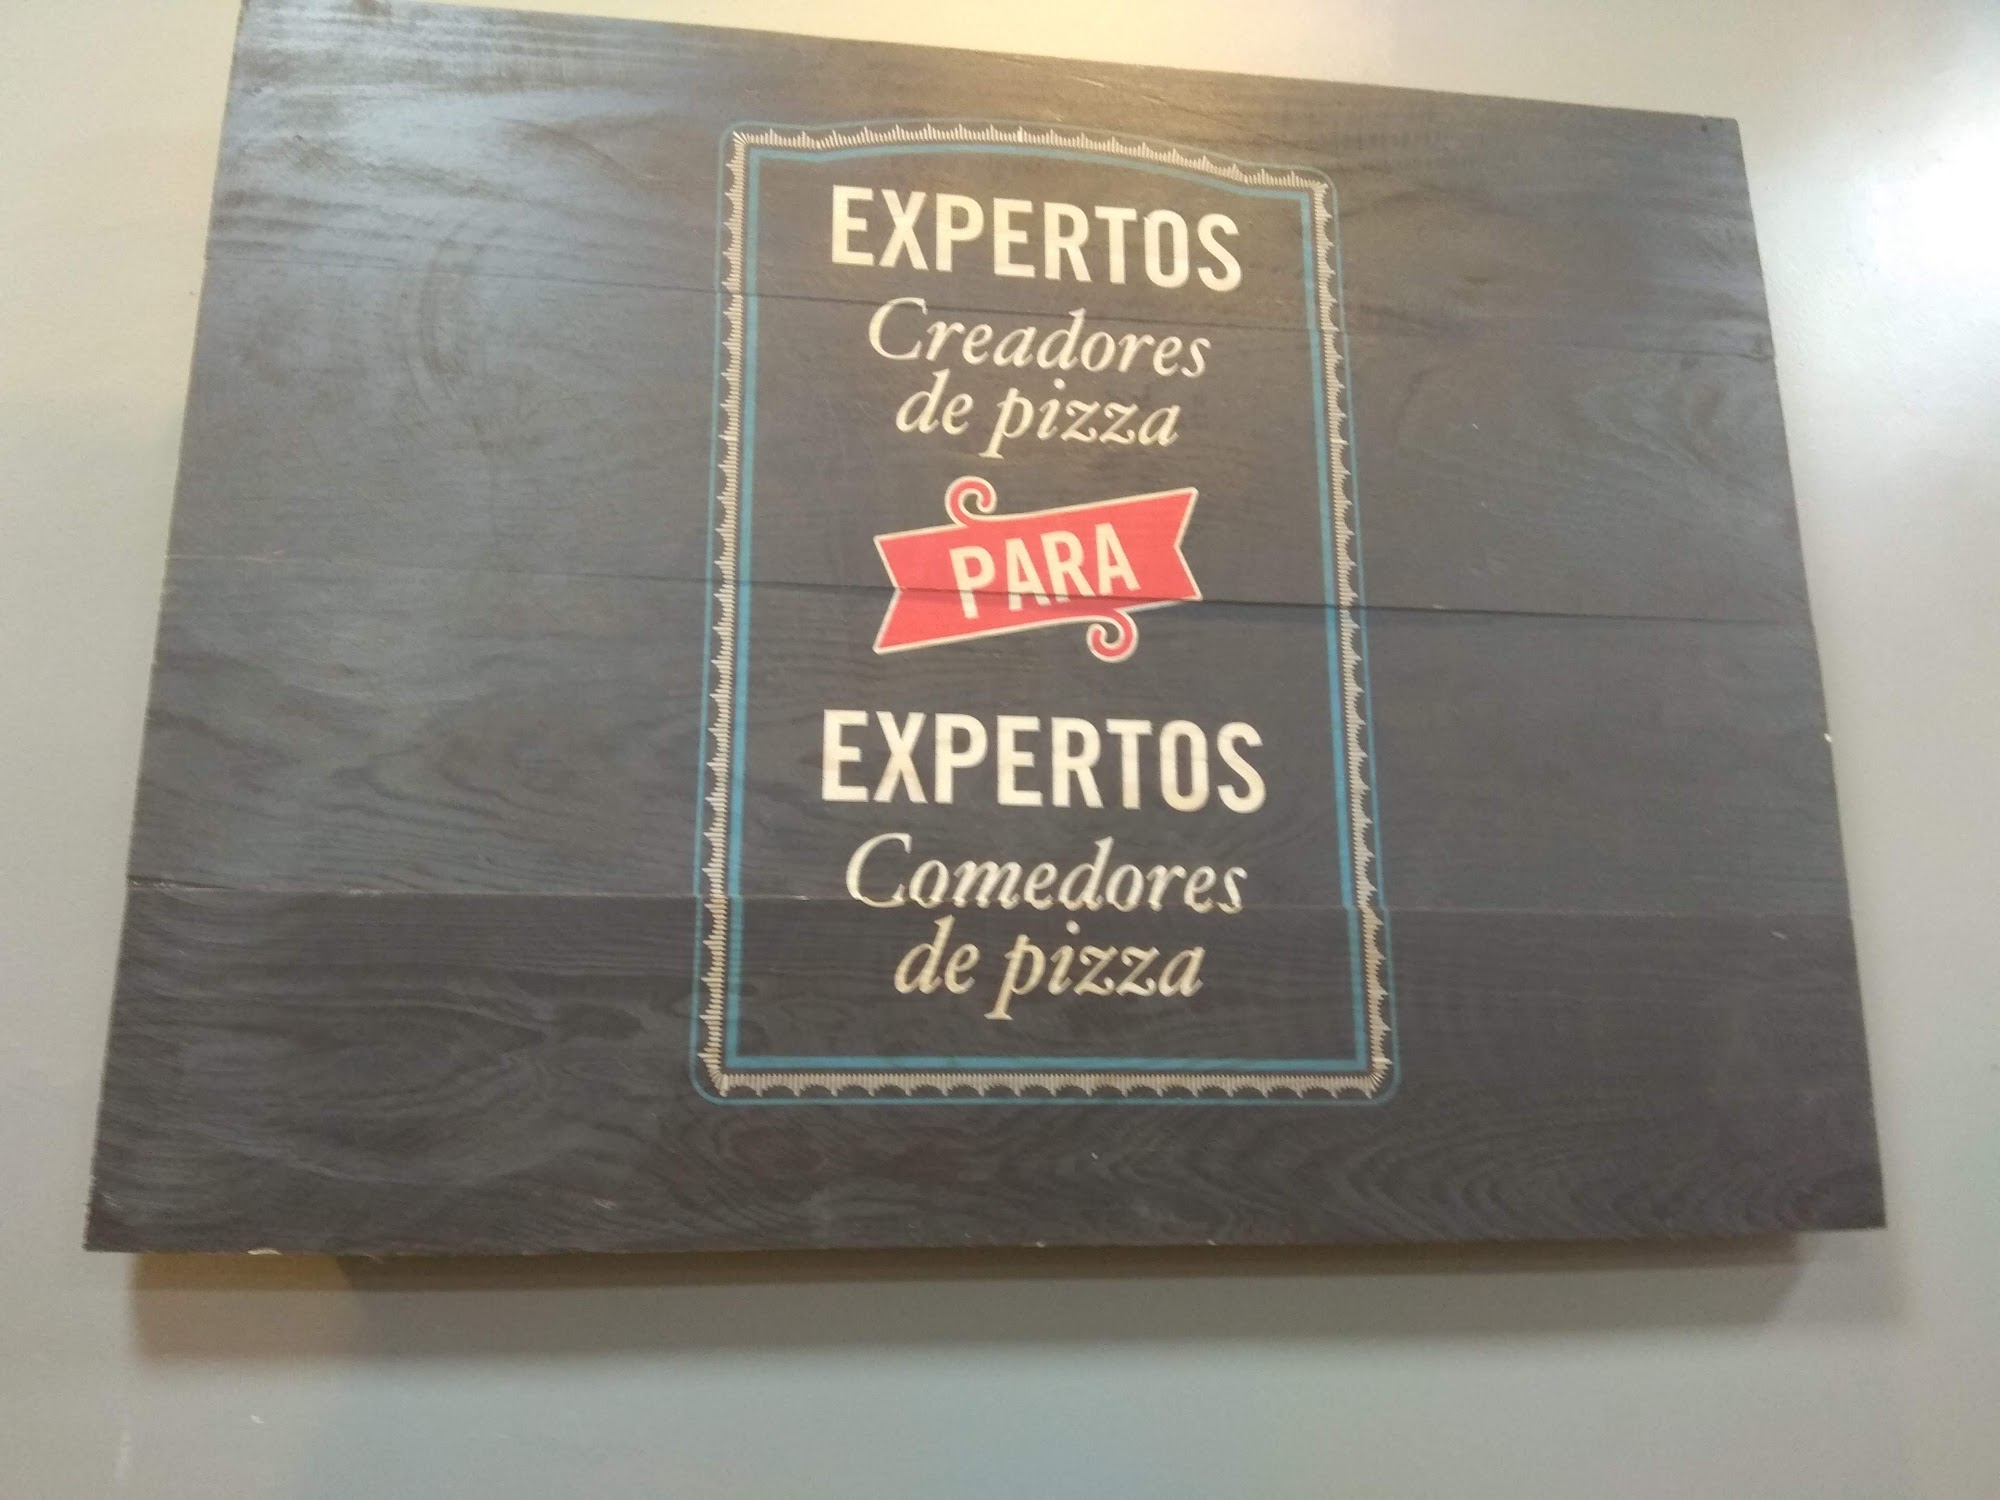 EXPERTOS
Creadores
de pizza
PARA
EXPERTOS
Comedores
de pizza